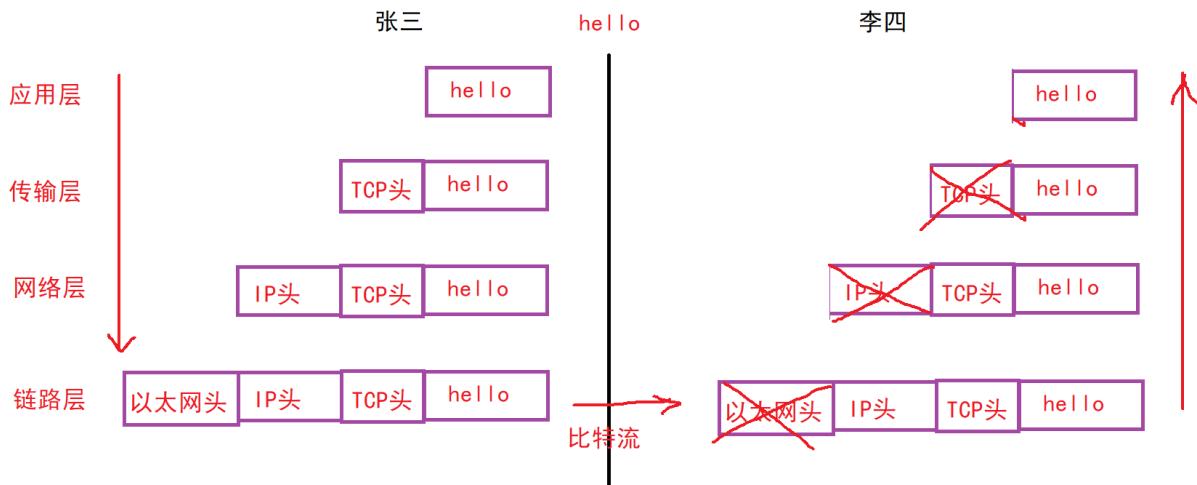 张三 hello 李四
应用层 hello hello
传输层 TCP头 hello TCP头 hello
网络层 IP头 TCP头 hello IP头 TCP头 hello
链路层 以太网头 IP头 TCP头 hello 以太网头 IP头 TCP头 hello
比特流